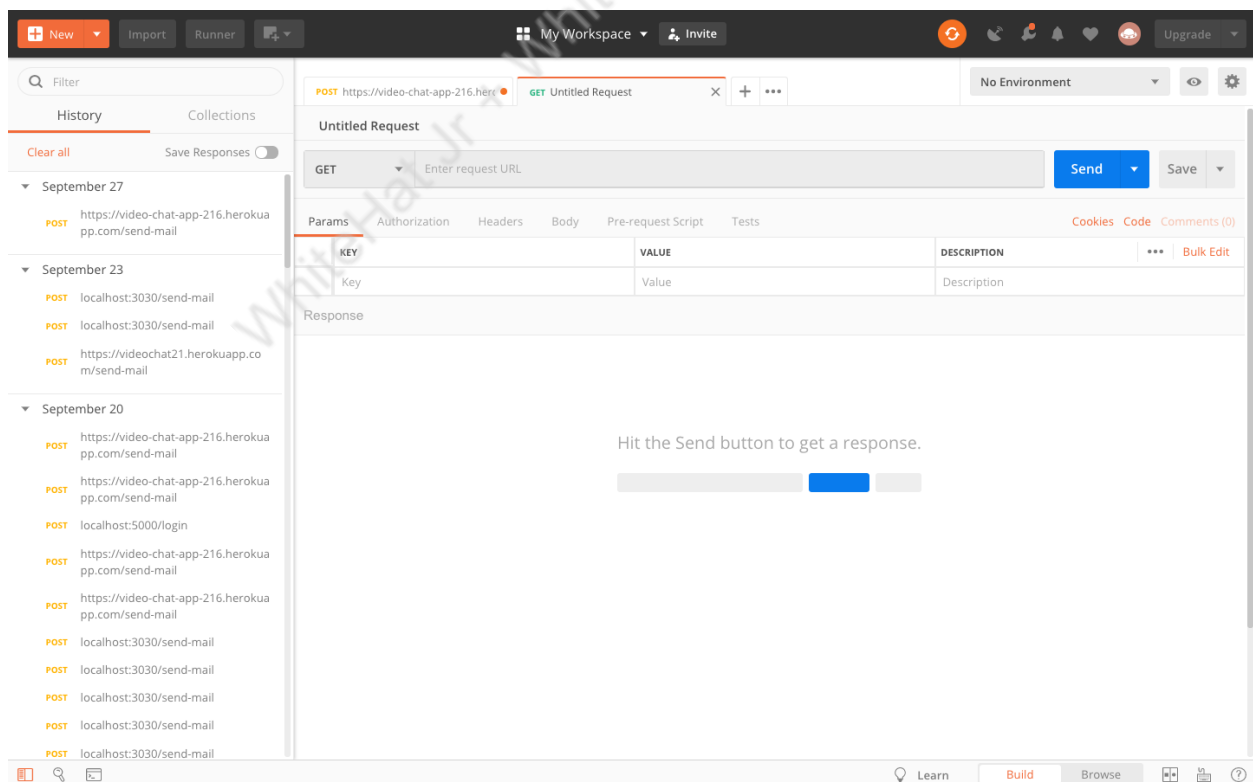 New
Import
Runner
My Workspace
Invite
Upgrade
Filter
History
Collections
Clear all
Save Responses
September 27
POST https://video-chat-app-216.herokua
pp.com/send-mail
September 23
POST localhost:3030/send-mail
POST localhost:3030/send-mail
POST https://videochat21.herokuapp.co
m/send-mail
September 20
POST https://video-chat-app-216.herokua
pp.com/send-mail
POST https://video-chat-app-216.herokua
pp.com/send-mail
POST localhost:5000/login
POST https://video-chat-app-216.herokua
pp.com/send-mail
POST https://video-chat-app-216.herokua
pp.com/send-mail
POST localhost:3030/send-mail
POST localhost:3030/send-mail
POST localhost:3030/send-mail
POST localhost:3030/send-mail
POST localhost:3030/send-mail
POST https://video-chat-app-216.hero
GET Untitled Request
No Environment
Untitled Request
GET Enter request URL Send Save
Params Authorization Headers Body Pre-request Script Tests Cookies Code Comments (0)
KEY VALUE DESCRIPTION Bulk Edit
Key Value Description
Response
Hit the Send button to get a response.
Learn Build Browse
WhiteHat Jr